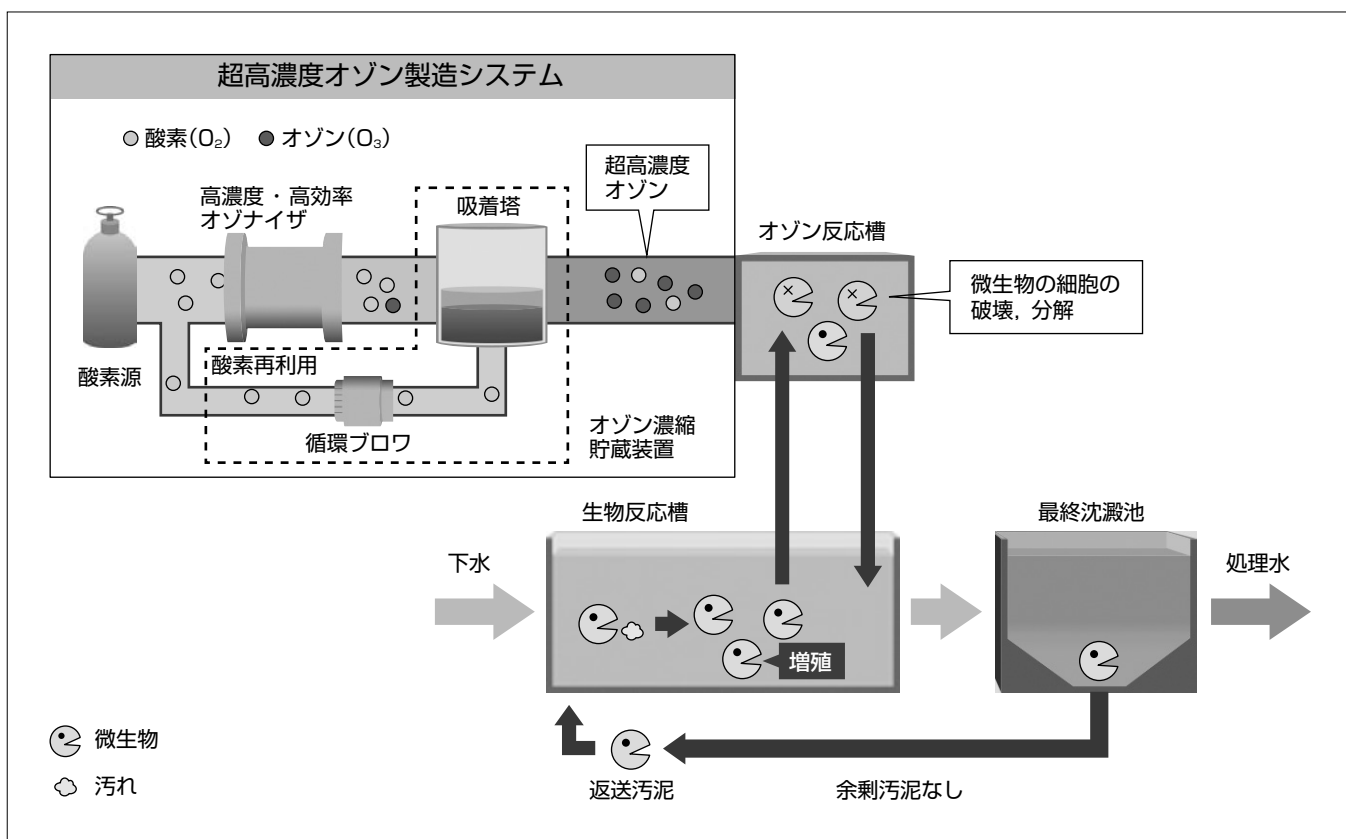 超高濃度オゾン製造システム
酸素(O₂)
オゾン(O₃)
超高濃度
オゾン
高濃度・高効率
オゾナイザ
吸着塔
オゾン反応槽
微生物の細胞の
破壊，分解
酸素源
酸素再利用
循環ブロワ
オゾン濃縮
貯蔵装置
生物反応槽
最終沈澱池
下水
処理水
増殖
微生物
汚れ
返送汚泥
余剰汚泥なし